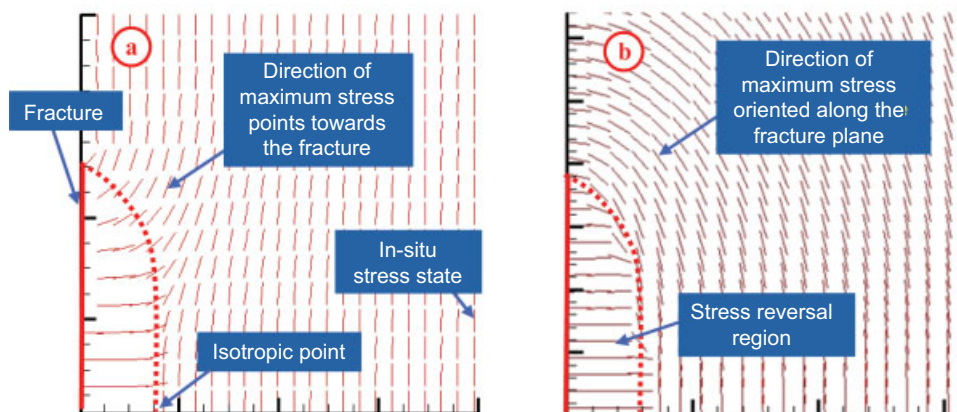 a
Fracture
Direction of
maximum stress
points towards
the fracture
In-situ
stress state
Isotropic point
b
Direction of
maximum stress
oriented along the
fracture plane
Stress reversal
region